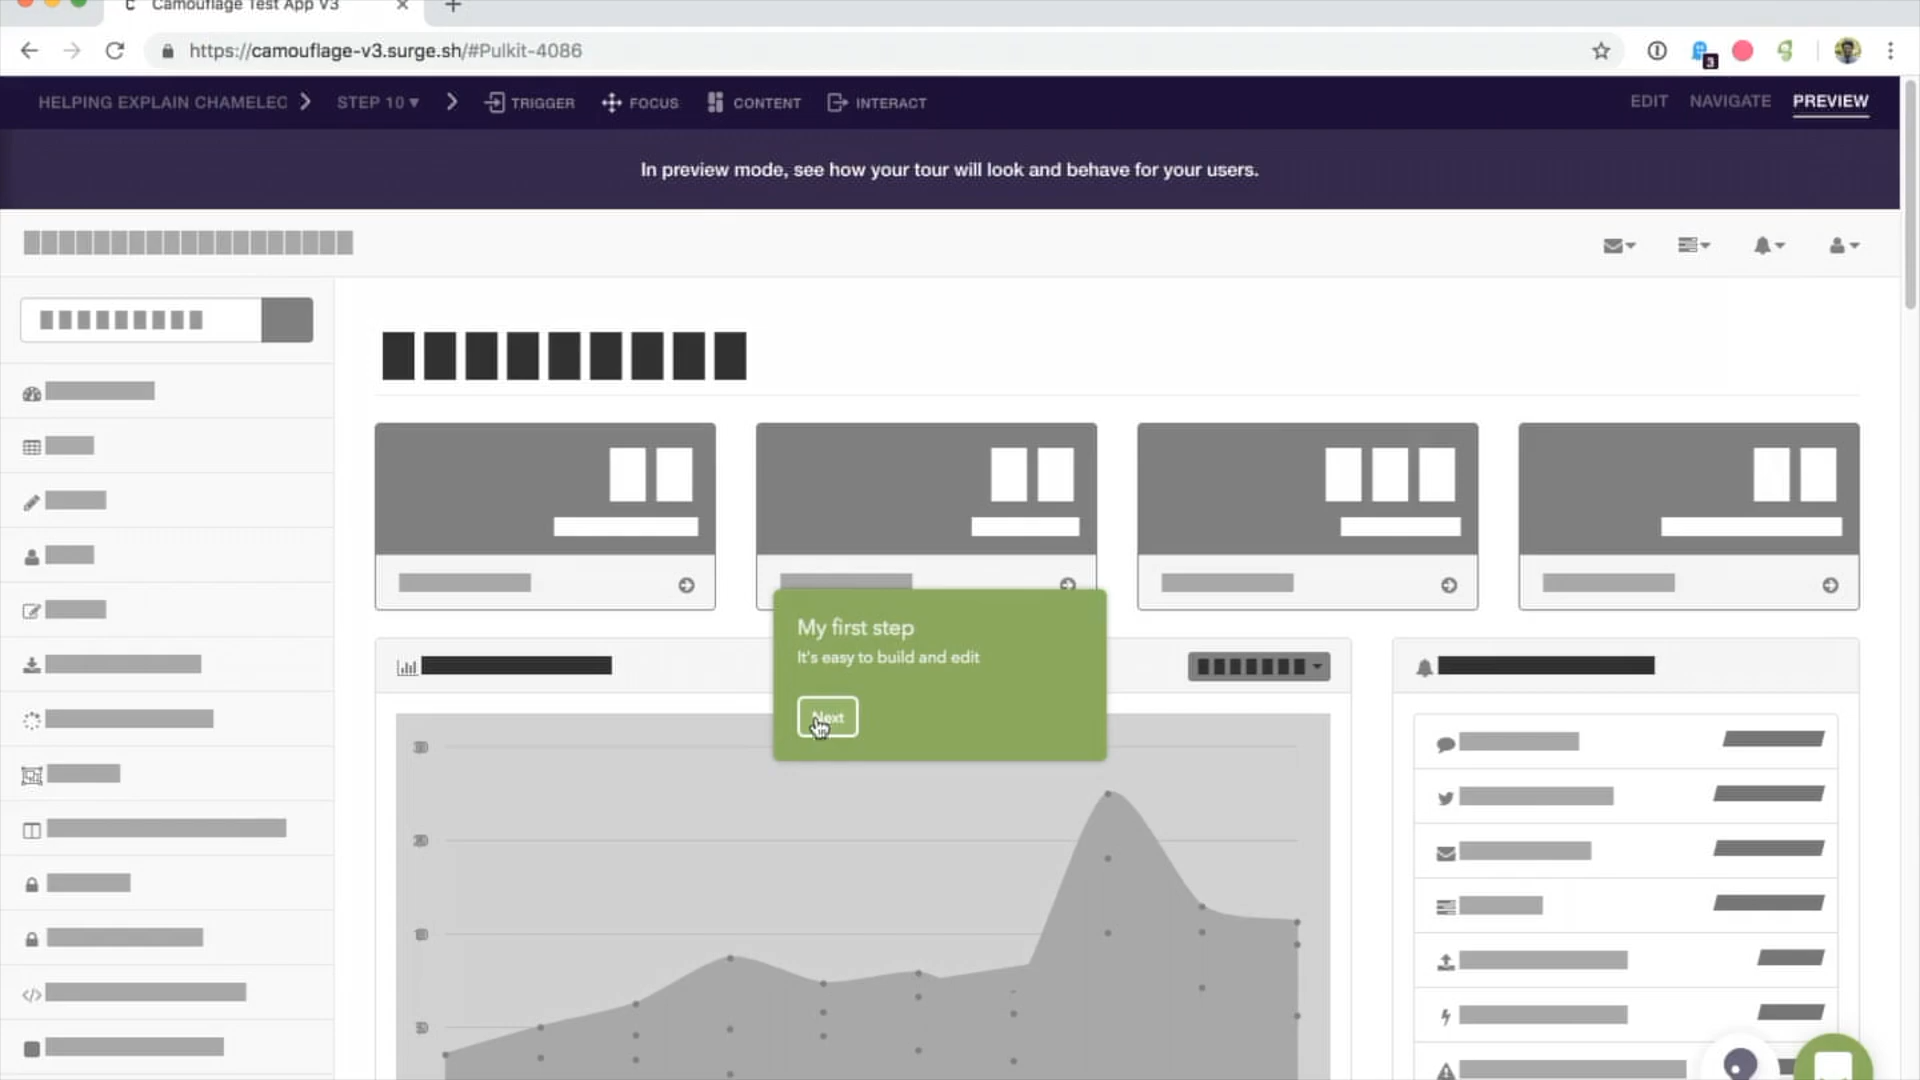 Camouflage Test App V3
https://camouflage-v3.surge.sh/#Pulkit-4086
3
HELPING EXPLAIN CHAMELEC
STEP 10
TRIGGER
FOCUS
CONTENT
INTERACT
EDIT
NAVIGATE
PREVIEW
In preview mode, see how your tour will look and behave for your users.
My first step
It's easy to build and edit
Next